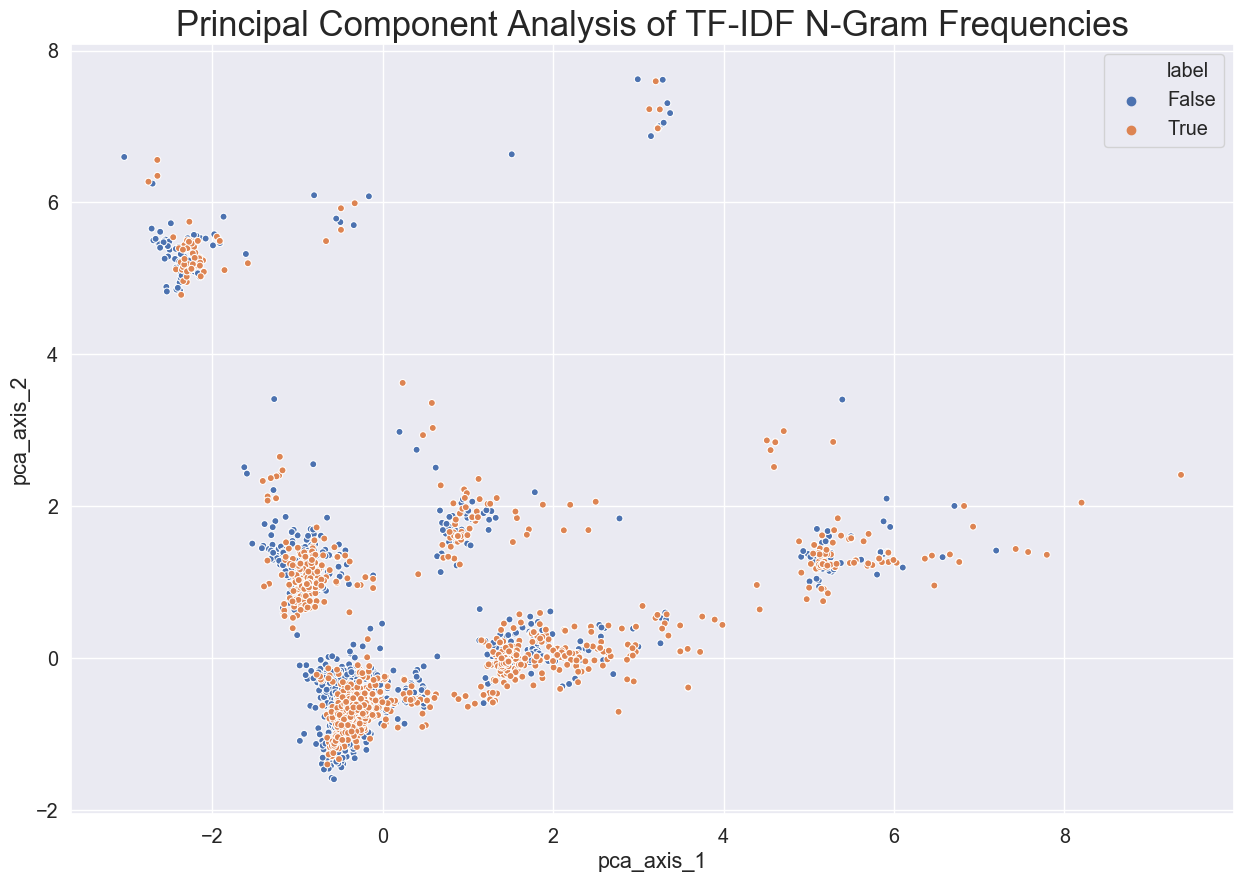 Principal Component Analysis of TF-IDF N-Gram Frequencies
label
False
True
8
6
4
2
0
−2
pca_axis_2
−2
0
2
4
6
8
pca_axis_1